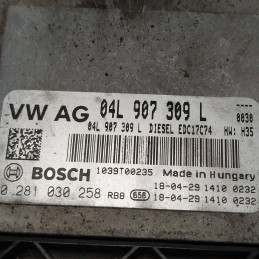 VW AG 04L 907 309 L
0030
04L 907 309 L DIESEL EDC17C74 HW: H35
BOSCH 1039T00235 Made in Hungary
0 281 030 258 RBB 656 18-04-29 1410 0232
18-04-29 1410 0232